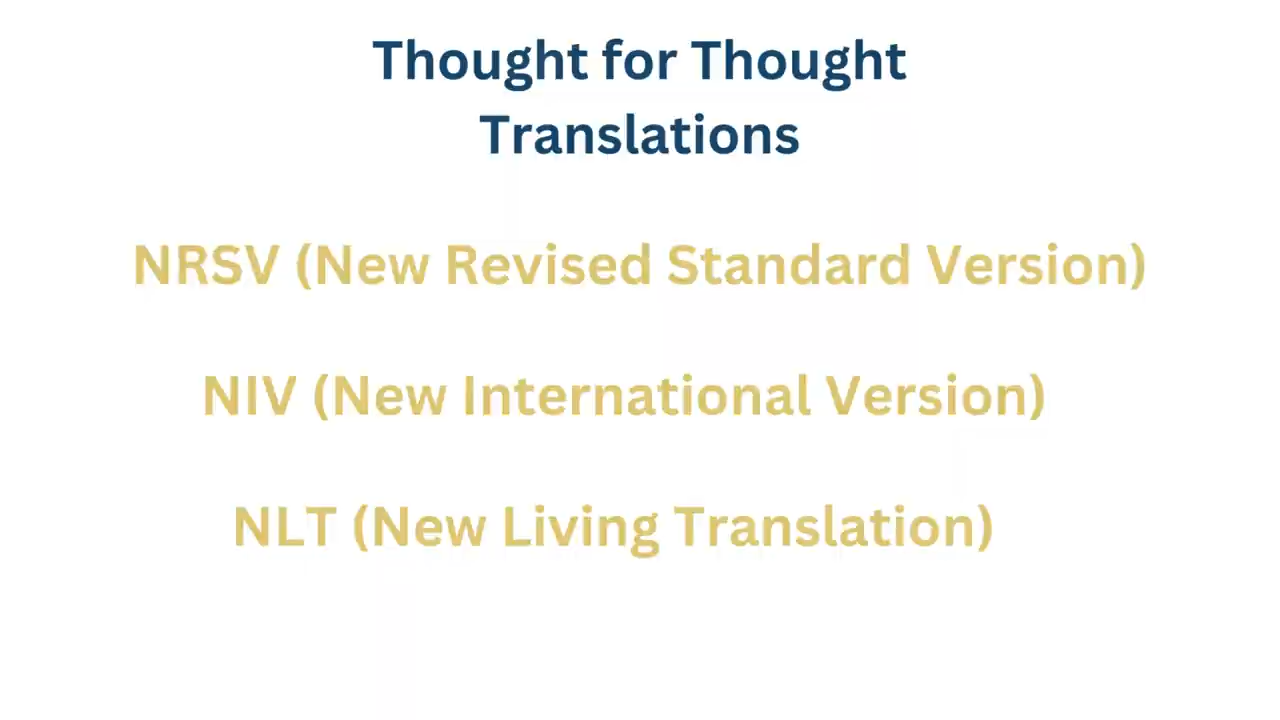 Thought for Thought
Translations
NRSV (New Revised Standard Version)
NIV (New International Version)
NLT (New Living Translation)